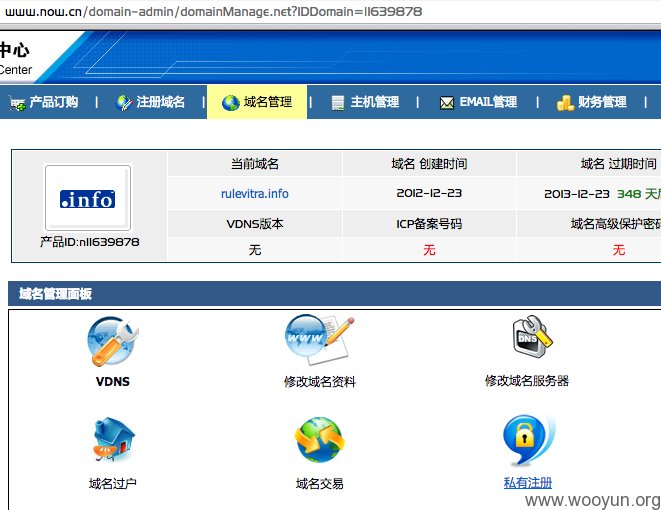 www.now.cn/domain-admin/domainManage.net?IDDomain=ll639878
中心
Center
产品订购 | 注册域名 | 域名管理 | 主机管理 | EMAIL管理 | 财务管理 |
当前域名 域名 创建时间 域名 过期时间
.info
rulevitra.info 2012-12-23 2013-12-23 348 天后
VDNS版本 ICP备案号码 域名高级保护密码
产品ID:nll639878
无 无 无
域名管理面板
www
DNS
VDNS 修改域名资料 修改域名服务器
域名过户 域名交易 私有注册
www.wooyun.org